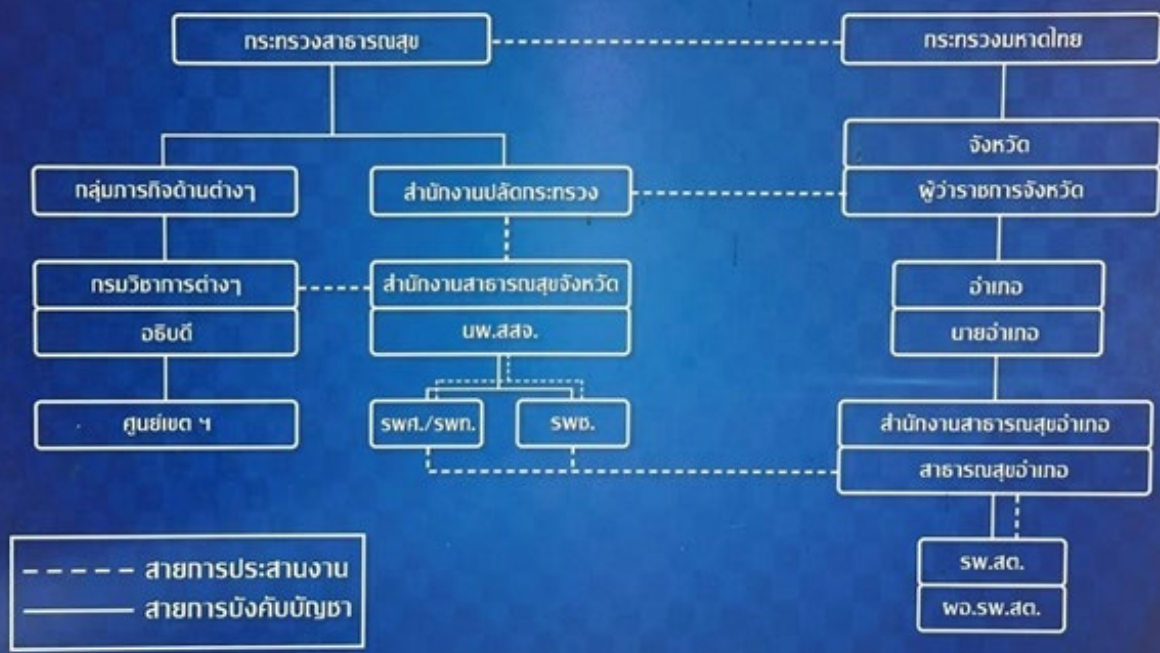 กระทรวงสาธารณสุข
กระทรวงมหาดไทย
จังหวัด
กลุ่มภารกิจด้านต่างๆ
สำนักงานปลัดกระทรวง
ผู้ว่าราชการจังหวัด
กรมวิชาการต่างๆ
สำนักงานสาธารณสุขจังหวัด
อำเภอ
อธิบดี
นพ.สสจ.
นายอำเภอ
ศูนย์เขต ฯ
รพศ./รพท.
รพช.
สำนักงานสาธารณสุขอำเภอ
สาธารณสุขอำเภอ
รพ.สต.
ผอ.รพ.สต.
สายการประสานงาน
สายการบังคับบัญชา